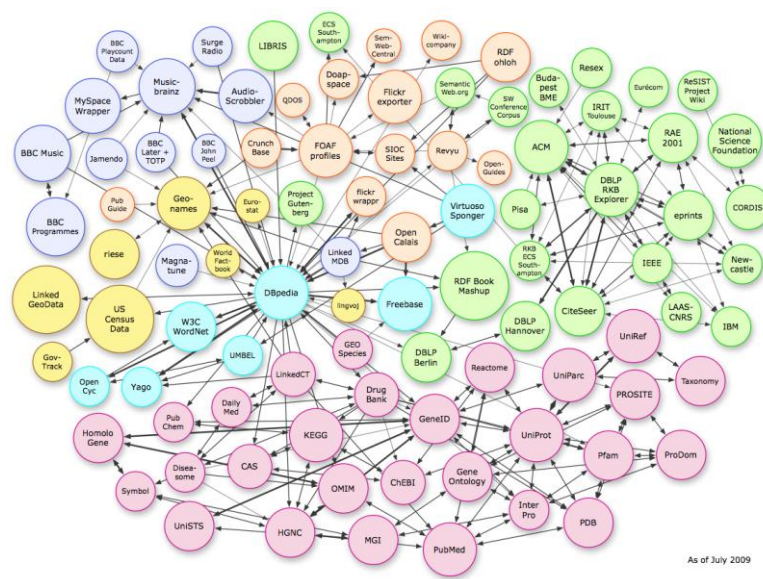 BBC
Playcount
Data
Surge
Radio
LIBRIS
ECS
South-
ampton
Sem-
Web-
Central
Wiki-
company
RDF
ohloh
Resex
Music-
brainz
Audio-
Scrobbler
Doap-
space
Flickr
exporter
Semantic
Web.org
Buda-
pest
BME
IRIT
Toulouse
Eurécom
ReSIST
Project
Wiki
MySpace
Wrapper
QDOS
SW
Conference
Corpus
RAE
2001
National
Science
Foundation
BBC Music
Jamendo
BBC
Later +
TOTP
BBC
John
Peel
Crunch
Base
FOAF
profiles
SIOC
Sites
Revyu
Open-
Guides
ACM
DBLP
RKB
Explorer
BBC
Programmes
Pub
Guide
Geo-
names
Euro-
stat
Project
Guten-
berg
flickr
wrappr
Virtuoso
Sponger
Pisa
eprints
CORDIS
riese
Magna-
tune
World
Fact-
book
Linked
MDB
Open
Calais
RKB
ECS
South-
ampton
IEEE
New-
castle
Linked
GeoData
US
Census
Data
DBpedia
lingvoj
Freebase
RDF Book
Mashup
CiteSeer
LAAS-
CNRS
IBM
W3C
WordNet
DBLP
Hannover
Gov-
Track
UMBEL
GEO
Species
DBLP
Berlin
UniRef
Open
Cyc
Yago
LinkedCT
Reactome
UniParc
Taxonomy
Daily
Med
Drug
Bank
PROSITE
Pub
Chem
GeneID
Homolo
Gene
KEGG
UniProt
Pfam
ProDom
Disea-
some
CAS
ChEBI
Gene
Ontology
Symbol
OMIM
Inter
Pro
UniSTS
HGNC
MGI
PubMed
PDB
As of July 2009